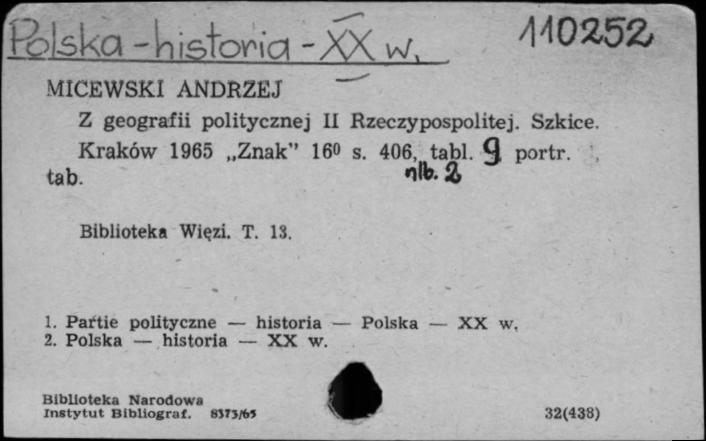 Polska - historia - XX w. 110252
MICEWSKI ANDRZEJ
Z geografii politycznej II Rzeczypospolitej. Szkice.
Kraków 1965 „Znak” 16⁰ s. 406, tabl. 9 portr.
nlb. 2
tab.
Biblioteka Więzi. T. 13.
1. Partie polityczne — historia — Polska — XX w.
2. Polska — historia — XX w.
Biblioteka Narodowa
Instytut Bibliograf. 8373/65 32(438)